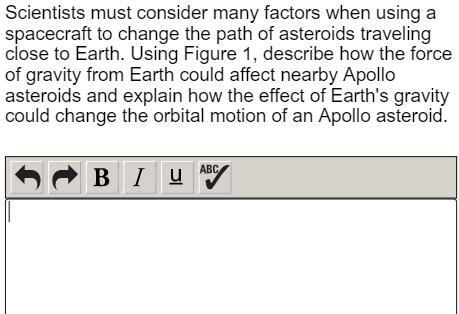 Scientists must consider many factors when using a
spacecraft to change the path of asteroids traveling
close to Earth. Using Figure 1, describe how the force
of gravity from Earth could affect nearby Apollo
asteroids and explain how the effect of Earth's gravity
could change the orbital motion of an Apollo asteroid.
B I u ABC